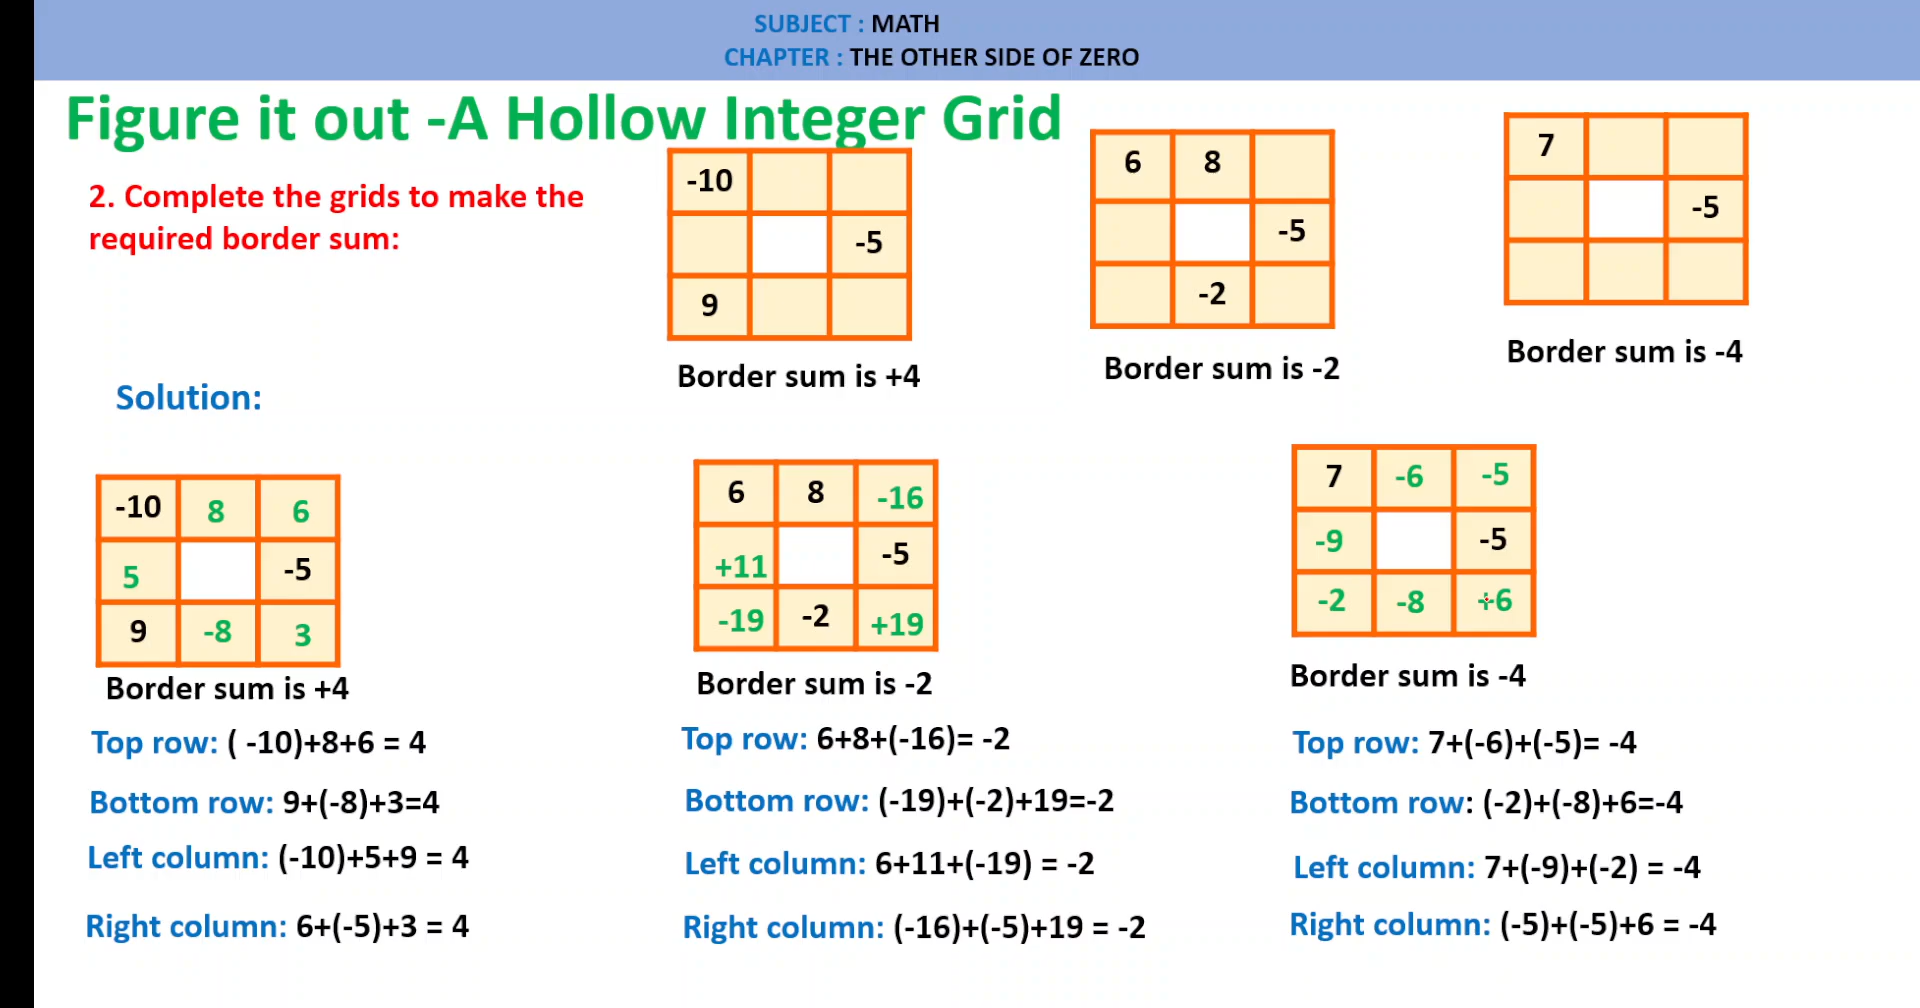 SUBJECT : MATH
CHAPTER : THE OTHER SIDE OF ZERO
Figure it out -A Hollow Integer Grid
2. Complete the grids to make the
required border sum:
-10
-5
9
Border sum is +4
6 8
-5
-2
Border sum is -2
7
-5
Border sum is -4
Solution:
-10 8 6
5 -5
9 -8 3
Border sum is +4
Top row: ( -10)+8+6 = 4
Bottom row: 9+(-8)+3=4
Left column: (-10)+5+9 = 4
Right column: 6+(-5)+3 = 4
6 8 -16
+11 -5
-19 -2 +19
Border sum is -2
Top row: 6+8+(-16)= -2
Bottom row: (-19)+(-2)+19=-2
Left column: 6+11+(-19) = -2
Right column: (-16)+(-5)+19 = -2
7 -6 -5
-9 -5
-2 -8 +6
Border sum is -4
Top row: 7+(-6)+(-5)= -4
Bottom row: (-2)+(-8)+6=-4
Left column: 7+(-9)+(-2) = -4
Right column: (-5)+(-5)+6 = -4